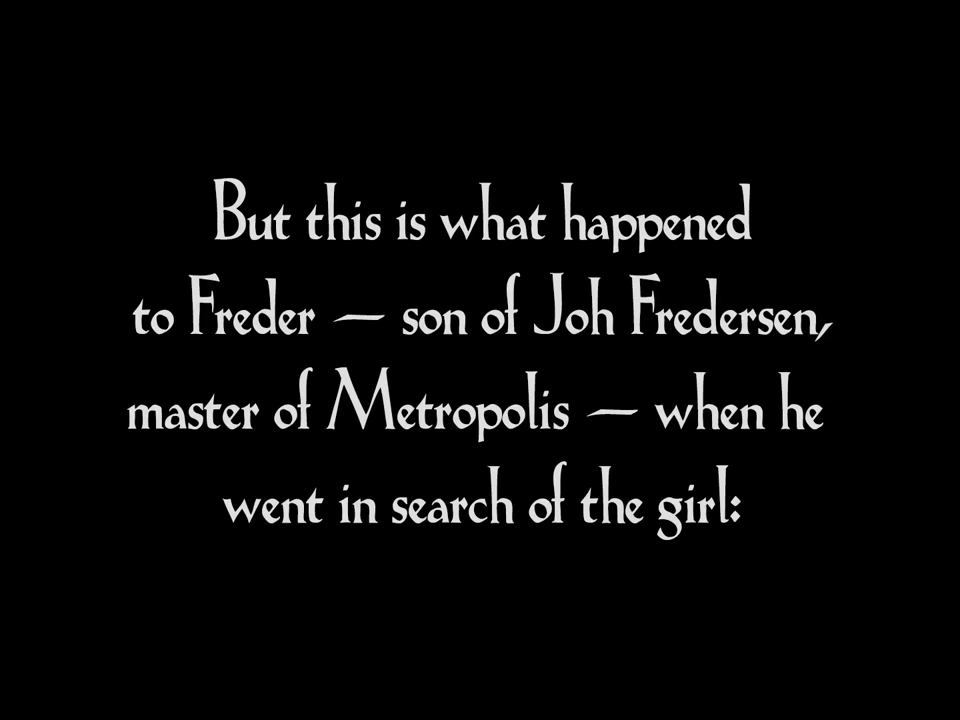 But this is what happened
to Freder — son of Joh Fredersen,
master of Metropolis — when he
went in search of the girl: